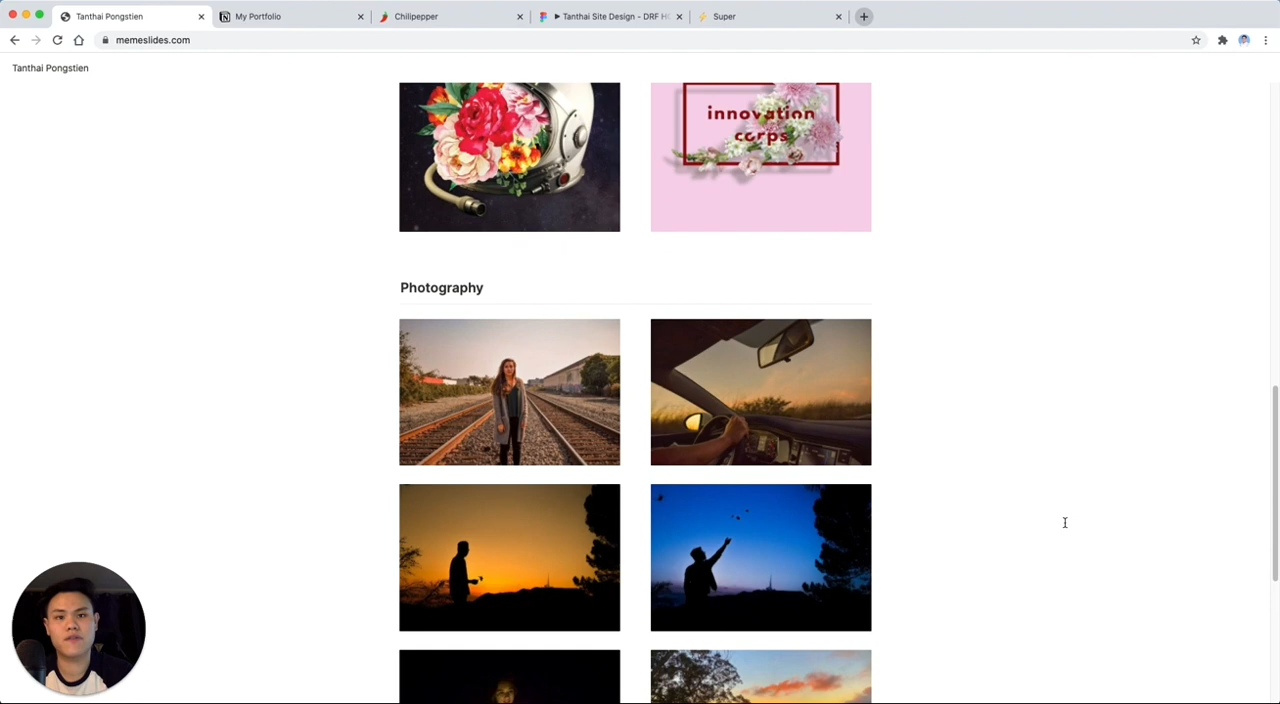 Tanthai Pongstien
My Portfolio
Chilipepper
Tanthai Site Design - DRF H
Super
memeslides.com
Tanthai Pongstien
innovation
corps
Photography